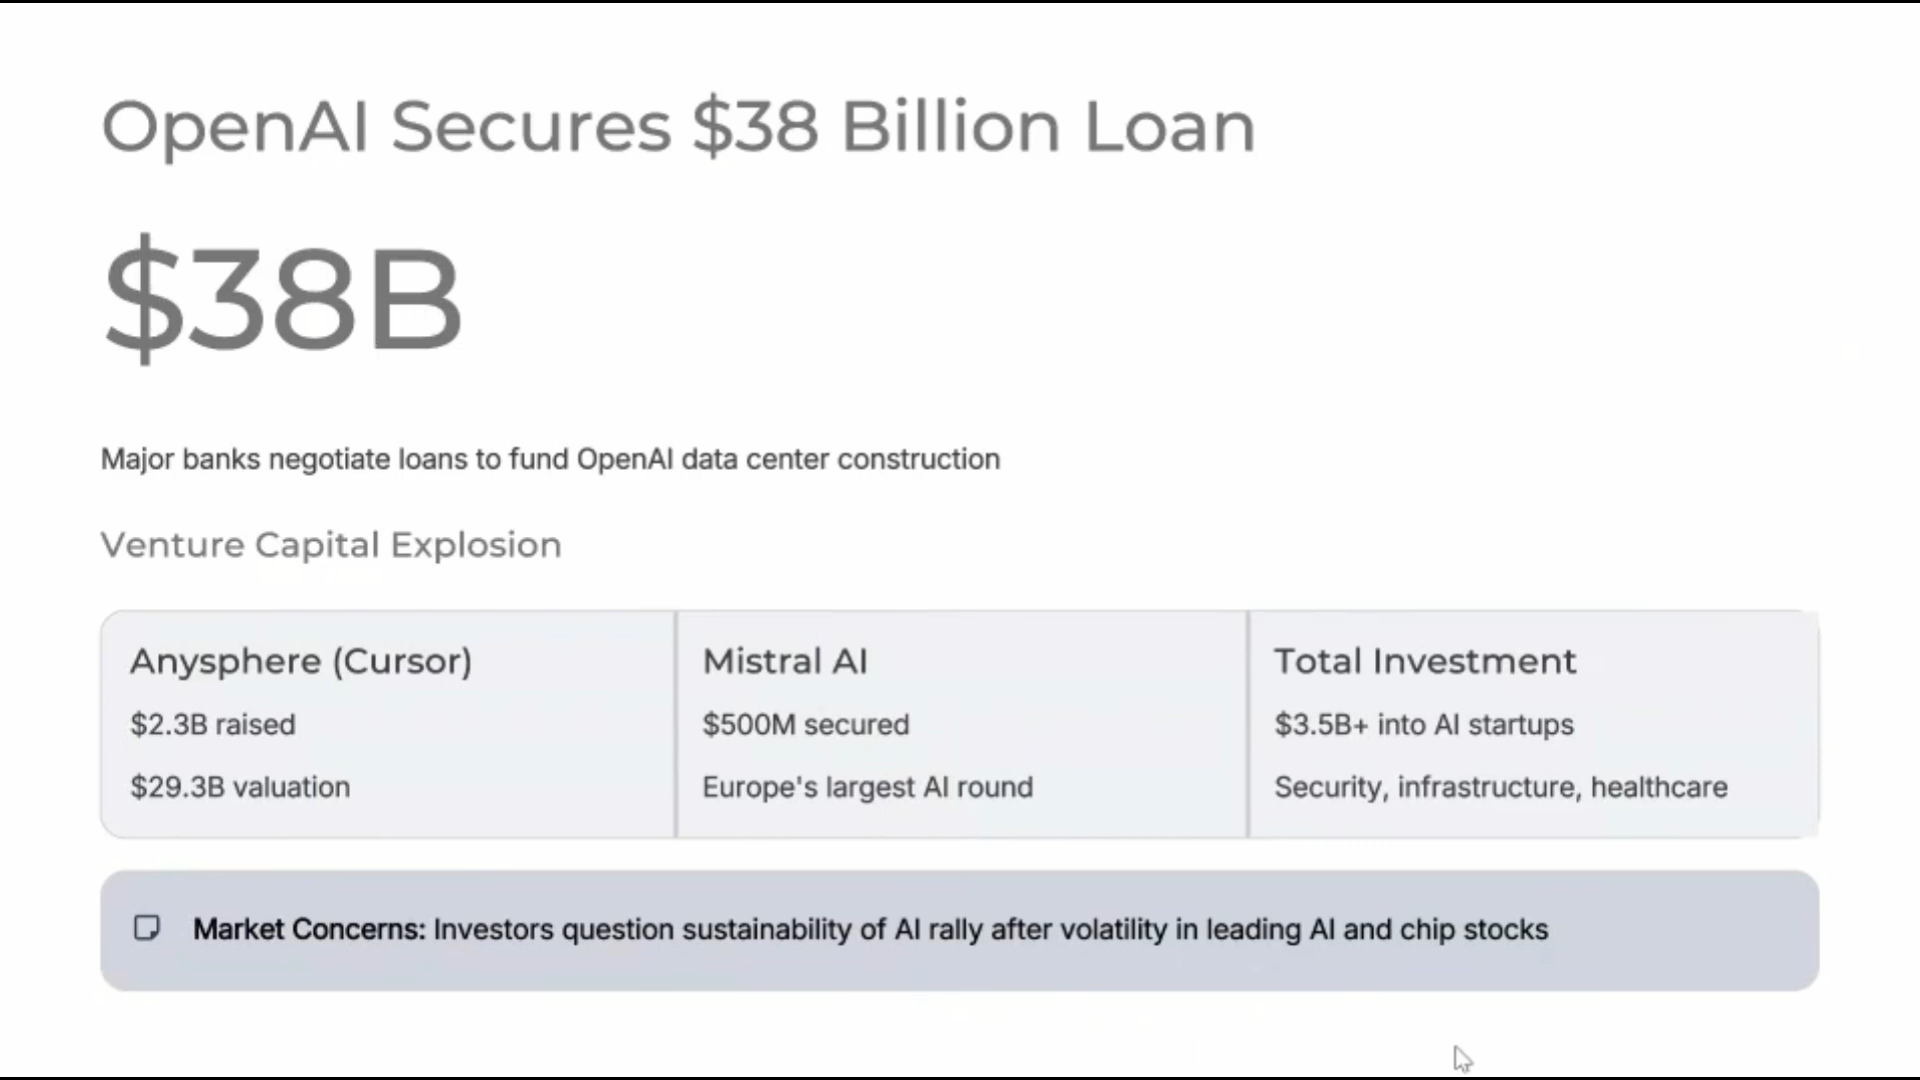 OpenAI Secures $38 Billion Loan
$38B
Major banks negotiate loans to fund OpenAI data center construction
Venture Capital Explosion
Anysphere (Cursor)
$2.3B raised
$29.3B valuation
Mistral AI
$500M secured
Europe's largest AI round
Total Investment
$3.5B+ into AI startups
Security, infrastructure, healthcare
Market Concerns: Investors question sustainability of AI rally after volatility in leading AI and chip stocks